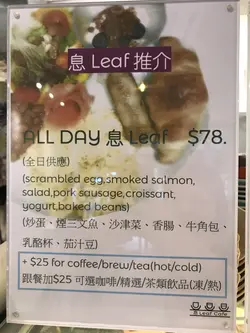 息 Leaf 推介
ALL DAY 息 Leaf $78.
(全日供應)
(scrambled egg,smoked salmon,
salad,pork sausage,croissant,
yogurt,baked beans)
(炒蛋、煙三文魚、沙津菜、香腸、牛角包、
乳酪杯、茄汁豆)
+ $25 for coffee/brew/tea(hot/cold)
跟餐加$25 可選咖啡/精選/茶類飲品(凍/熱)
息 Leaf Cafe